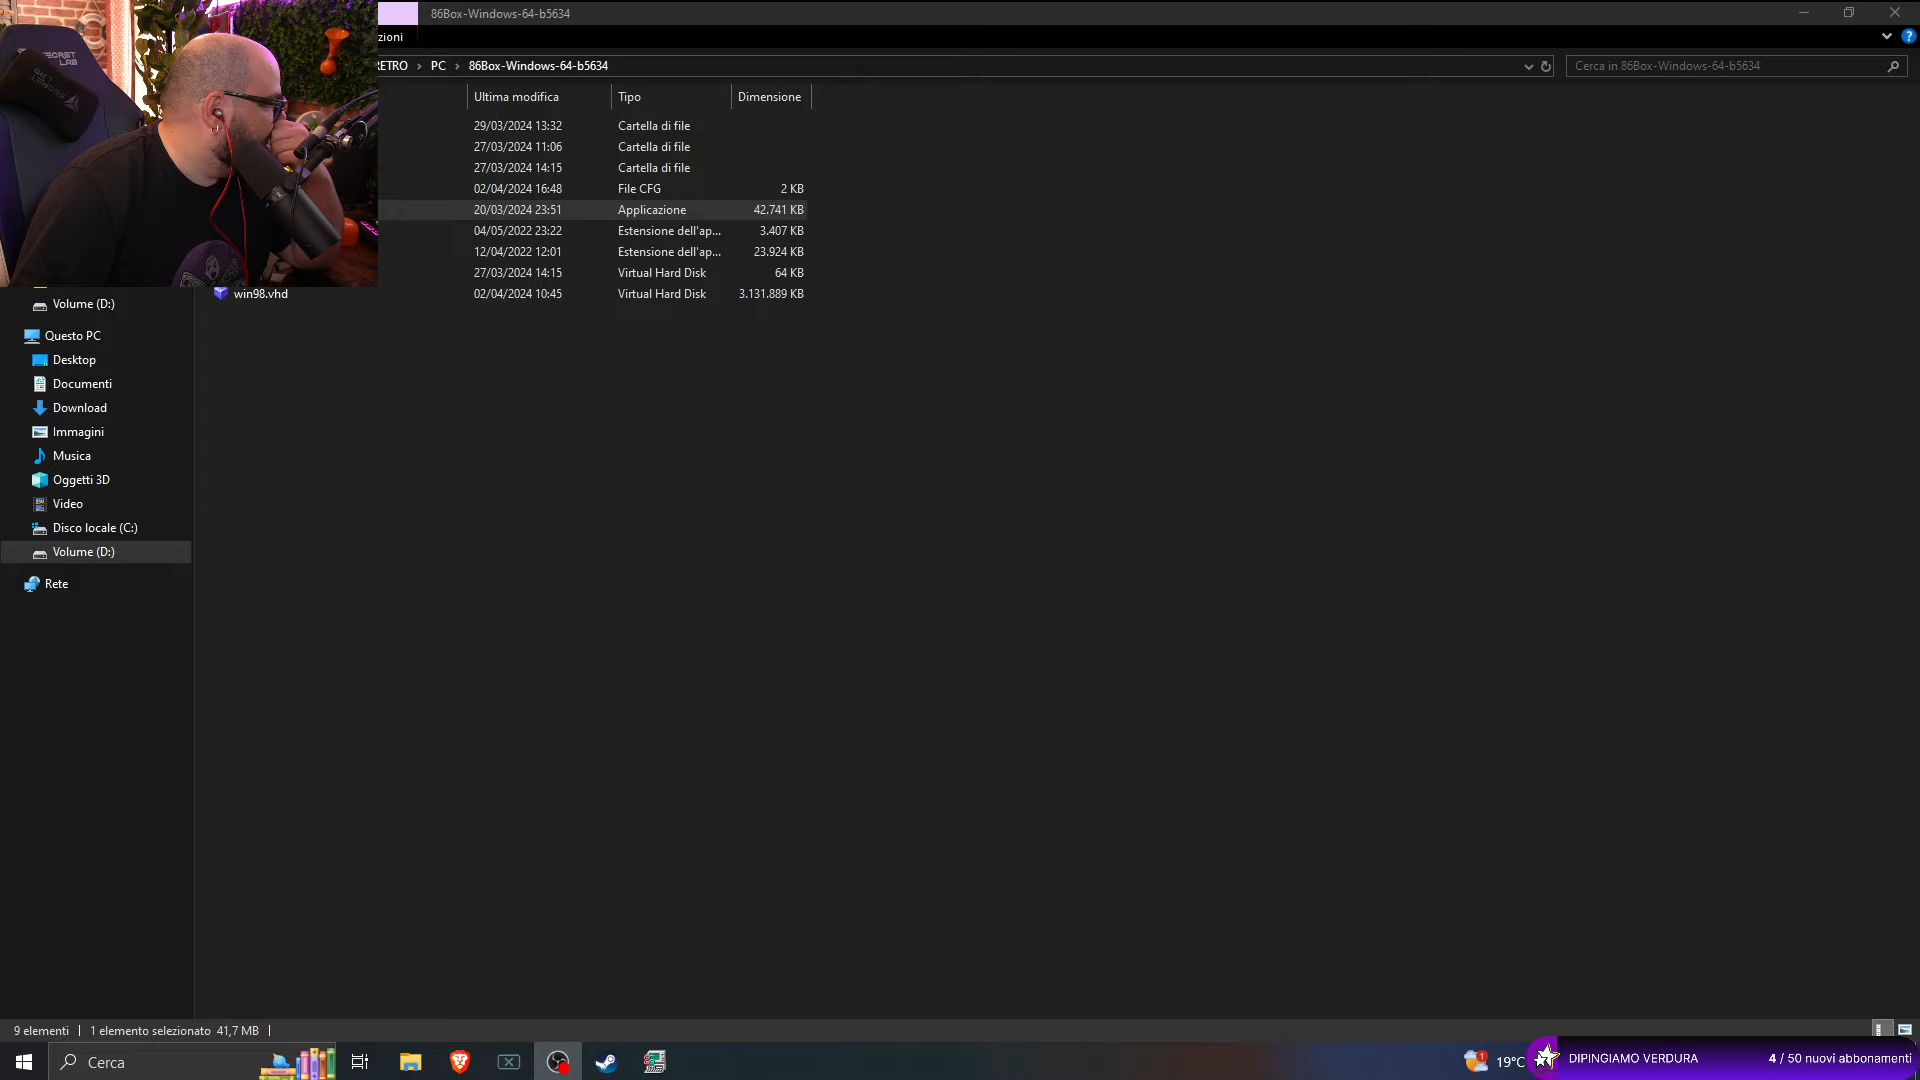 86Box-Windows-64-b5634
zioni
RETRO > PC > 86Box-Windows-64-b5634
Cerca in 86Box-Windows-64-b5634
Ultima modifica Tipo Dimensione
29/03/2024 13:32 Cartella di file
27/03/2024 11:06 Cartella di file
27/03/2024 14:15 Cartella di file
02/04/2024 16:48 File CFG 2 KB
20/03/2024 23:51 Applicazione 42.741 KB
04/05/2022 23:22 Estensione dell'ap... 3.407 KB
12/04/2022 12:01 Estensione dell'ap... 23.924 KB
27/03/2024 14:15 Virtual Hard Disk 64 KB
win98.vhd 02/04/2024 10:45 Virtual Hard Disk 3.131.889 KB
SECRET
LAB
Volume (D:)
Questo PC
Desktop
Documenti
Download
Immagini
Musica
Oggetti 3D
Video
Disco locale (C:)
Volume (D:)
Rete
9 elementi | 1 elemento selezionato 41,7 MB |
Cerca
1
19°C
DIPINGIAMO VERDURA 4 / 50 nuovi abbonamenti